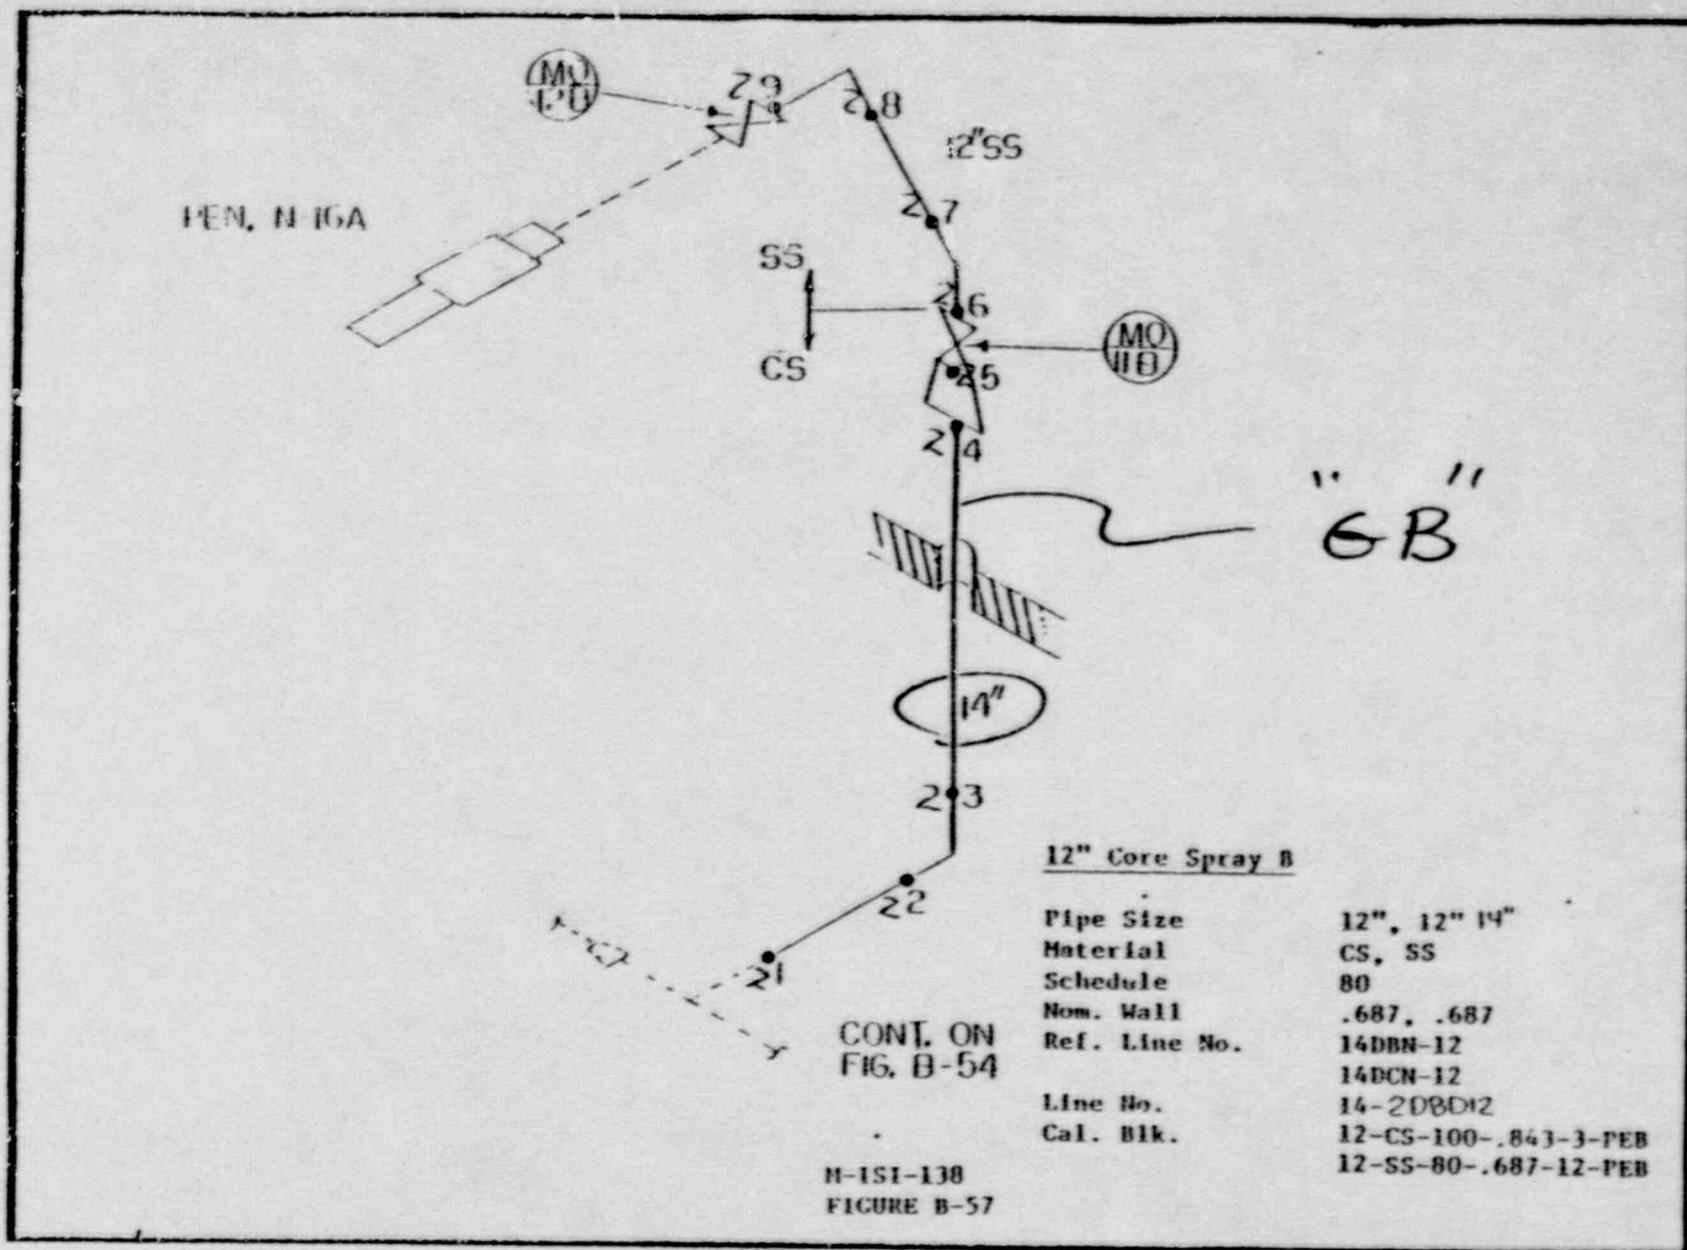 29
28
12"SS
PEN. N-16A
27
SS
26
MO
11B
CS
25
24
"GB"
14"
23
12" Core Spray B
22
Pipe Size 12", 12" 14"
Material CS, SS
21
Schedule 80
Nom. Wall .687, .687
CONT. ON
FIG. B-54
Ref. Line No. 14DBN-12
14DCN-12
Line No. 14-2DBD12
Cal. Blk. 12-CS-100-.843-3-PEB
12-SS-80-.687-12-PEB
M-ISI-138
FIGURE B-57